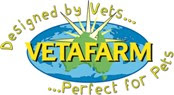 Designed by Vets...
VETAFARM
...Perfect for Pets